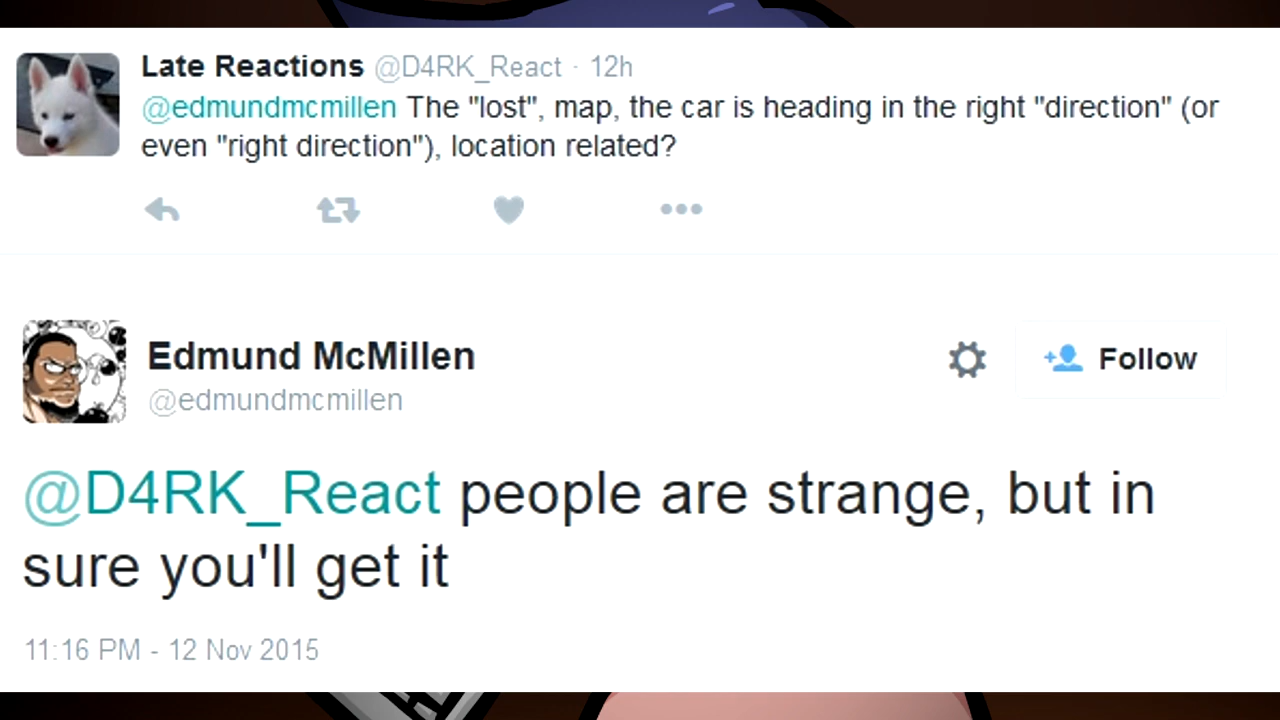 Late Reactions @D4RK_React · 12h
@edmundmcmillen The "lost", map, the car is heading in the right "direction" (or
even "right direction"), location related?
Edmund McMillen
@edmundmcmillen
Follow
@D4RK_React people are strange, but in
sure you'll get it
11:16 PM - 12 Nov 2015